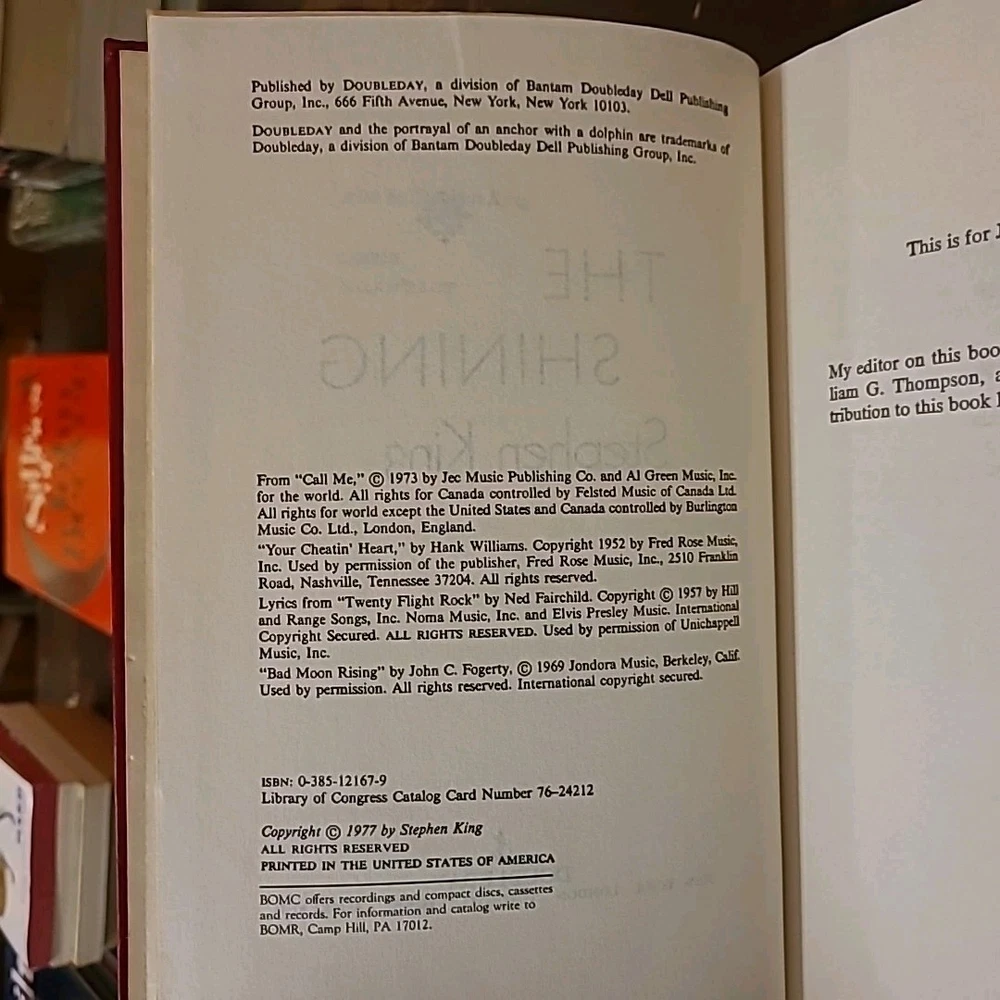 Published by DOUBLEDAY, a division of Bantam Doubleday Dell Publishing
Group, Inc., 666 Fifth Avenue, New York, New York 10103.
DOUBLEDAY and the portrayal of an anchor with a dolphin are trademarks of
Doubleday, a division of Bantam Doubleday Dell Publishing Group, Inc.
THE
SHINING
Stephen King
From “Call Me,” © 1973 by Jec Music Publishing Co. and Al Green Music, Inc.
for the world. All rights for Canada controlled by Felsted Music of Canada Ltd.
All rights for world except the United States and Canada controlled by Burlington
Music Co. Ltd., London, England.
“Your Cheatin' Heart,” by Hank Williams. Copyright 1952 by Fred Rose Music,
Inc. Used by permission of the publisher, Fred Rose Music, Inc., 2510 Franklin
Road, Nashville, Tennessee 37204. All rights reserved.
Lyrics from “Twenty Flight Rock” by Ned Fairchild. Copyright © 1957 by Hill
and Range Songs, Inc. Noma Music, Inc. and Elvis Presley Music. International
Copyright Secured. ALL RIGHTS RESERVED. Used by permission of Unichappell
Music, Inc.
“Bad Moon Rising” by John C. Fogerty, © 1969 Jondora Music, Berkeley, Calif.
Used by permission. All rights reserved. International copyright secured.
ISBN: 0-385-12167-9
Library of Congress Catalog Card Number 76–24212
Copyright © 1977 by Stephen King
ALL RIGHTS RESERVED
PRINTED IN THE UNITED STATES OF AMERICA
BOMC offers recordings and compact discs, cassettes
and records. For information and catalog write to
BOMR, Camp Hill, PA 17012.
This is for
My editor on this
liam G. Thompson,
tribution to this book